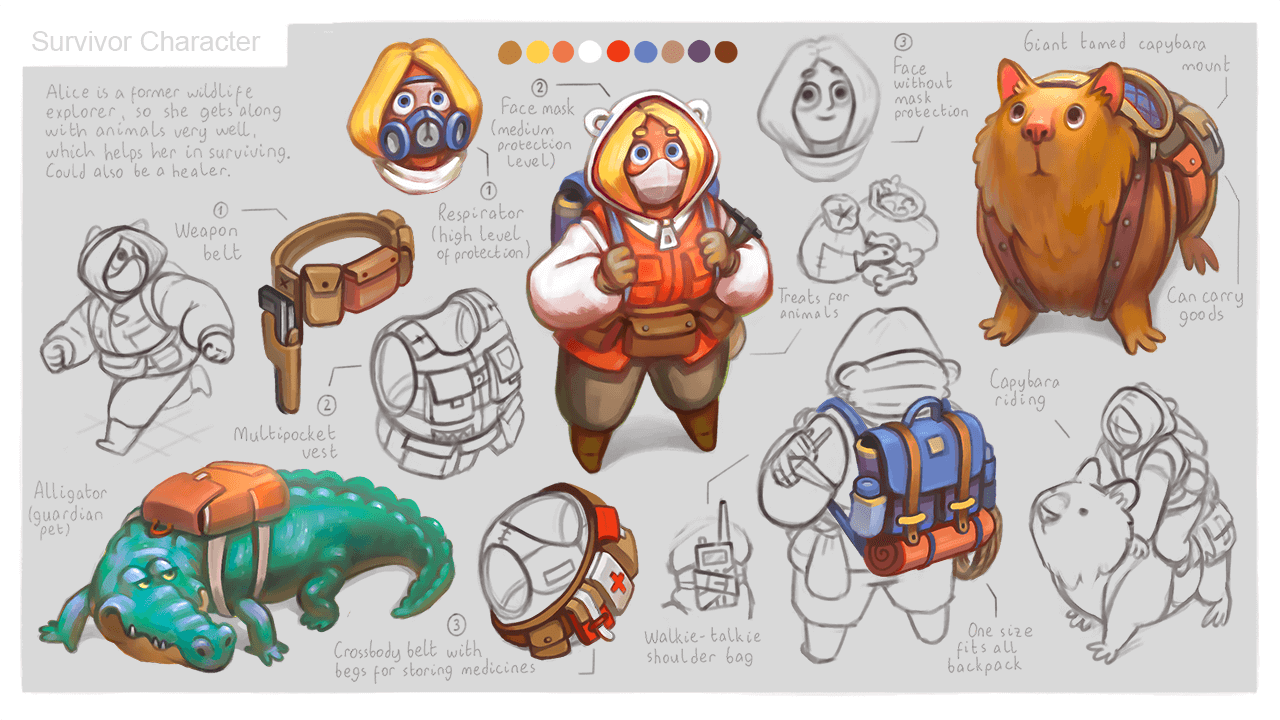 Survivor Character
Alice is a former wildlife
explorer, so she gets along
with animals very well,
which helps her in surviving.
Could also be a healer.
1
Weapon
belt
2
Multipocket
vest
1
Respirator
(high level
of protection)
2
Face mask
(medium
protection
level)
3
Face
without
mask
protection
Giant tamed capybara
mount
Can carry
goods
Treats for
animals
Capybara
riding
Alligator
(guardian
pet)
3
Crossbody belt with
begs for storing medicines
Walkie-talkie
shoulder bag
One size
fits all
backpack